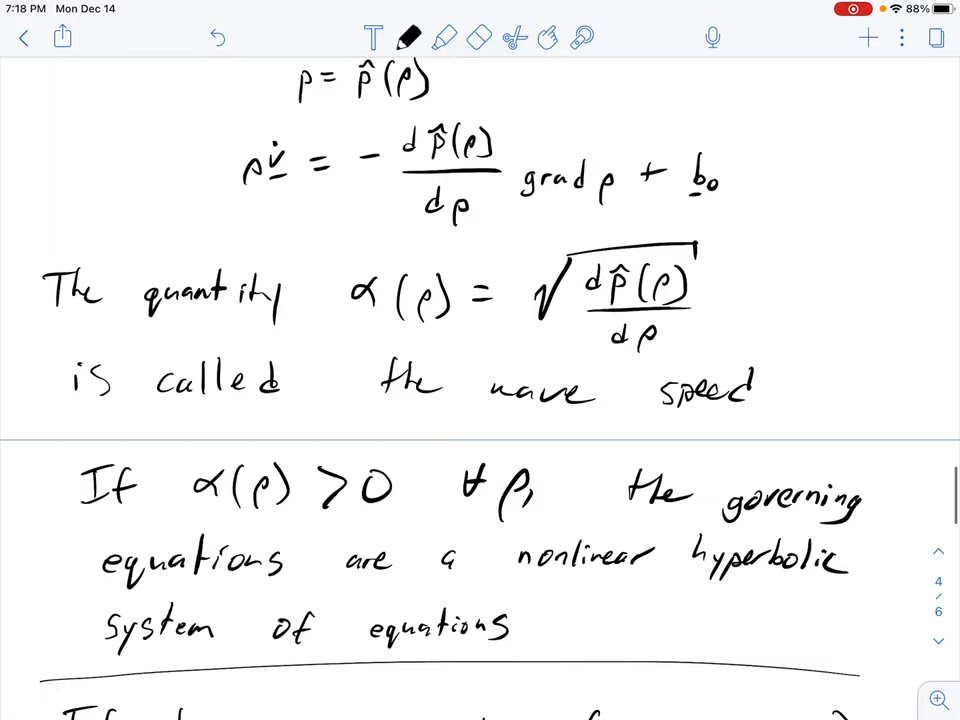 7:18 PM Mon Dec 14 88%
p = p̂(ρ)
ρv̇ = - dp̂(ρ)/dρ grad ρ + b₀
The quantity α(ρ) = √(dp̂(ρ)/dρ)
is called the wave speed
If α(ρ) > 0 ∀ ρ, the governing
equations are a nonlinear hyperbolic
system of equations
4
/
6